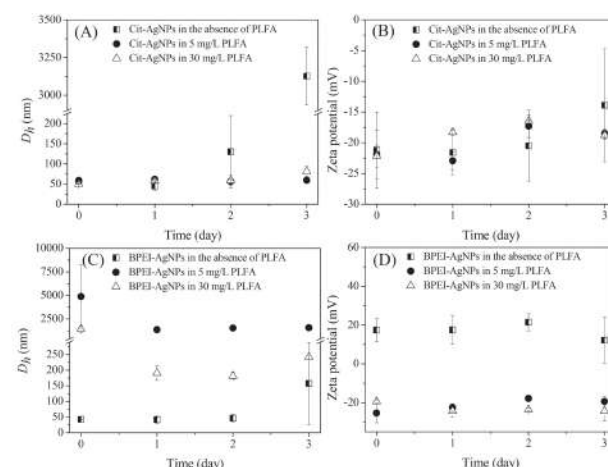 (A)
Cit-AgNPs in the absence of PLFA
Cit-AgNPs in 5 mg/L PLFA
Cit-AgNPs in 30 mg/L PLFA
3500
3250
3000
200
150
100
50
0
Dh (nm)
0 1 2 3
Time (day)
(B)
Cit-AgNPs in the absence of PLFA
Cit-AgNPs in 5 mg/L PLFA
Cit-AgNPs in 30 mg/L PLFA
0
-5
-10
-15
-20
-25
-30
Zeta potential (mV)
0 1 2 3
Time (day)
(C)
BPEI-AgNPs in the absence of PLFA
BPEI-AgNPs in 5 mg/L PLFA
BPEI-AgNPs in 30 mg/L PLFA
10000
7500
5000
2500
250
200
150
100
50
0
Dh (nm)
0 1 2 3
Time (day)
(D)
BPEI-AgNPs in the absence of PLFA
BPEI-AgNPs in 5 mg/L PLFA
BPEI-AgNPs in 30 mg/L PLFA
60
40
20
0
-20
Zeta potential (mV)
0 1 2 3
Time (day)